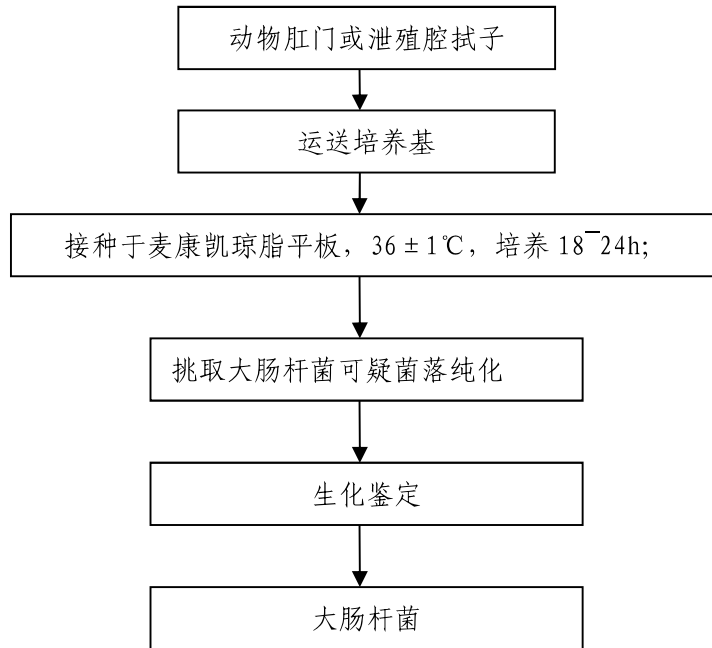 动物肛门或泄殖腔拭子
运送培养基
接种于麦康凯琼脂平板，36±1℃，培养 18¯24h;
挑取大肠杆菌可疑菌落纯化
生化鉴定
大肠杆菌